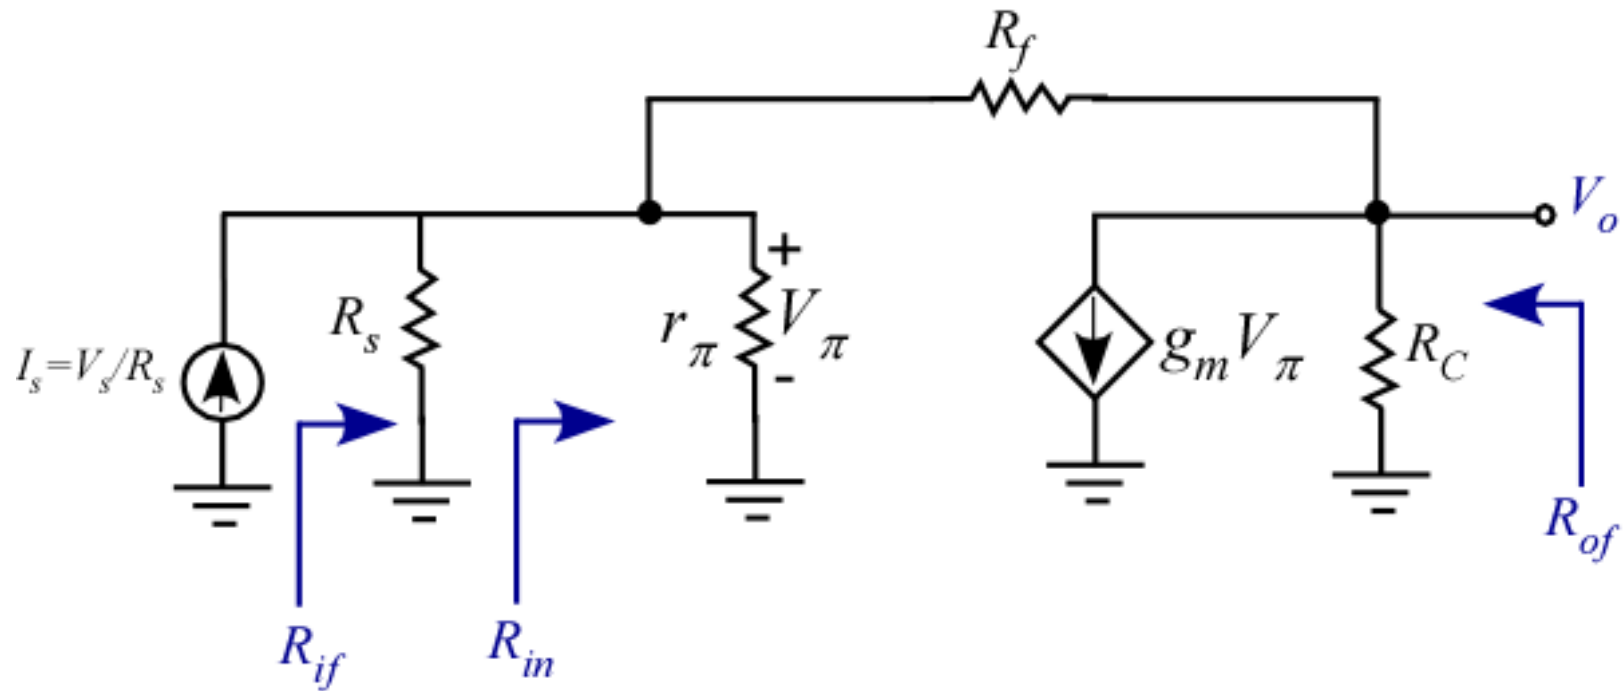 R_f
V_o
I_s=V_s/R_s
R_s
r_π
+
V_π
-
g_m V_π
R_C
R_if
R_in
R_of